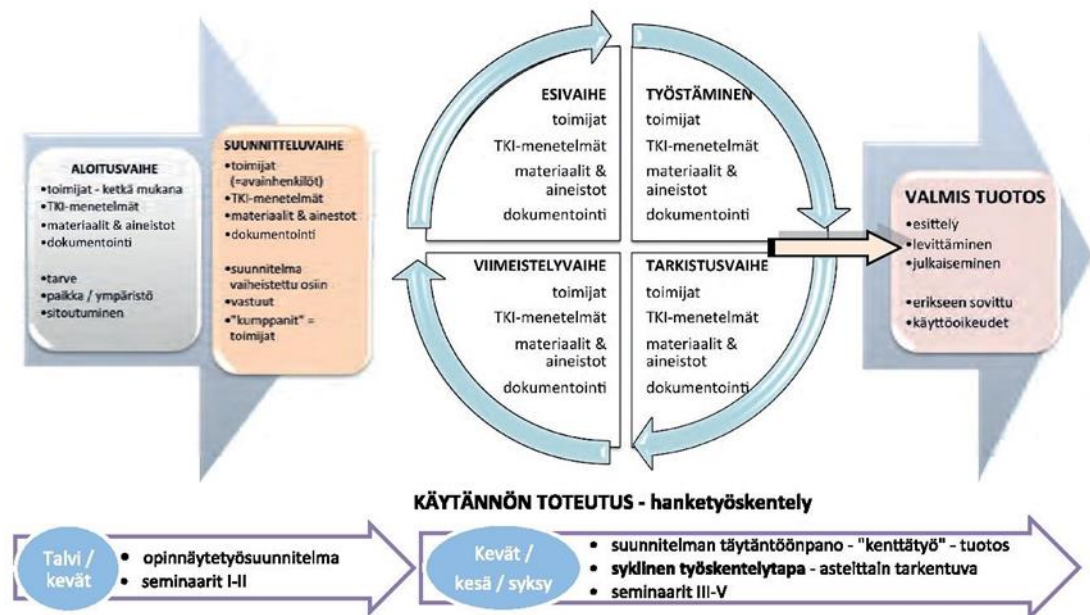 ALOITUSVAIHE
•toimijat - ketkä mukana
•TKI-menetelmät
•materiaalit & aineistot
•dokumentointi
•tarve
•paikka / ympäristö
•sitoutuminen
SUUNNITTELUVAIHE
•toimijat
(=avainhenkilöt)
•TKI-menetelmät
•materiaalit & ainestot
•dokumentointi
•suunnitelma
vaiheistettu osiin
•vastuut
•"kumppanit" =
toimijat
ESIVAIHE
toimijat
TKI-menetelmät
materiaalit &
aineistot
dokumentointi
TYÖSTÄMINEN
toimijat
TKI-menetelmät
materiaalit &
aineistot
dokumentointi
VIIMEISTELYVAIHE
toimijat
TKI-menetelmät
materiaalit &
aineistot
dokumentointi
TARKISTUSVAIHE
toimijat
TKI-menetelmät
materiaalit &
aineistot
dokumentointi
VALMIS TUOTOS
•esittely
•levittäminen
•julkaiseminen
•erikseen sovittu
•käyttöoikeudet
KÄYTÄNNÖN TOTEUTUS - hanketyöskentely
Talvi /
kevät
• opinnäytetyösuunnitelma
• seminaarit I-II
Kevät /
kesä / syksy
• suunnitelman täytäntöönpano - "kenttätyö" - tuotos
• syklinen työskentelytapa - asteittain tarkentuva
• seminaarit III-V